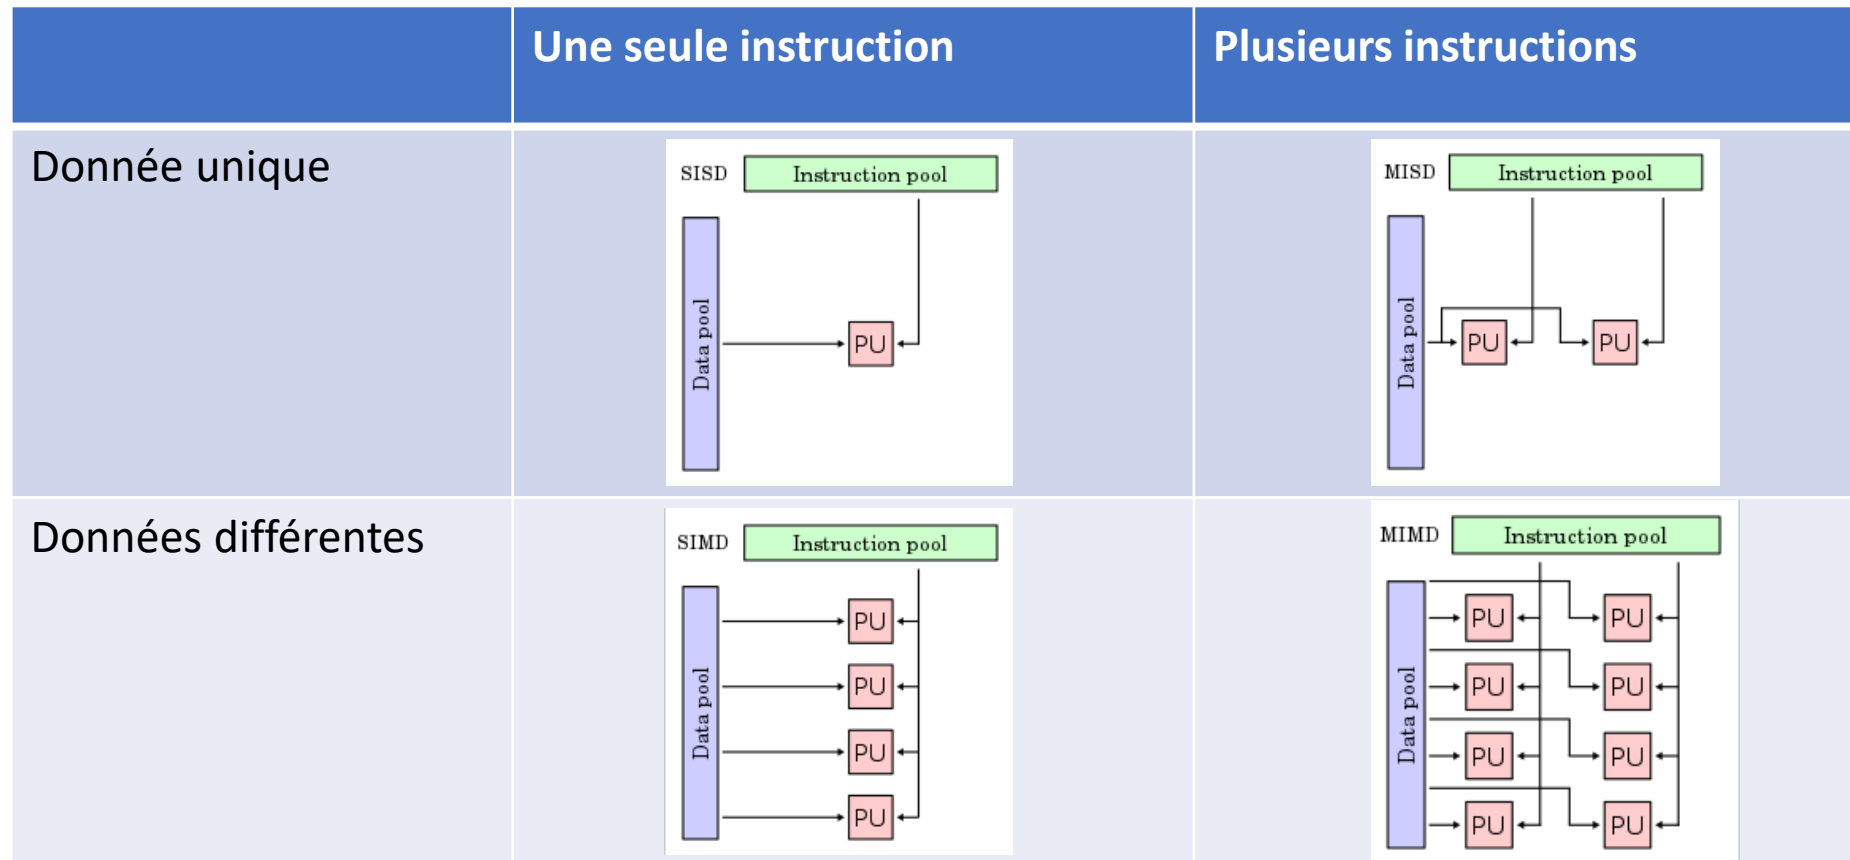 Une seule instruction
Plusieurs instructions
Donnée unique
SISD
Instruction pool
Data pool
PU
MISD
Instruction pool
Data pool
PU
PU
Données différentes
SIMD
Instruction pool
Data pool
PU
PU
PU
PU
MIMD
Instruction pool
Data pool
PU
PU
PU
PU
PU
PU
PU
PU